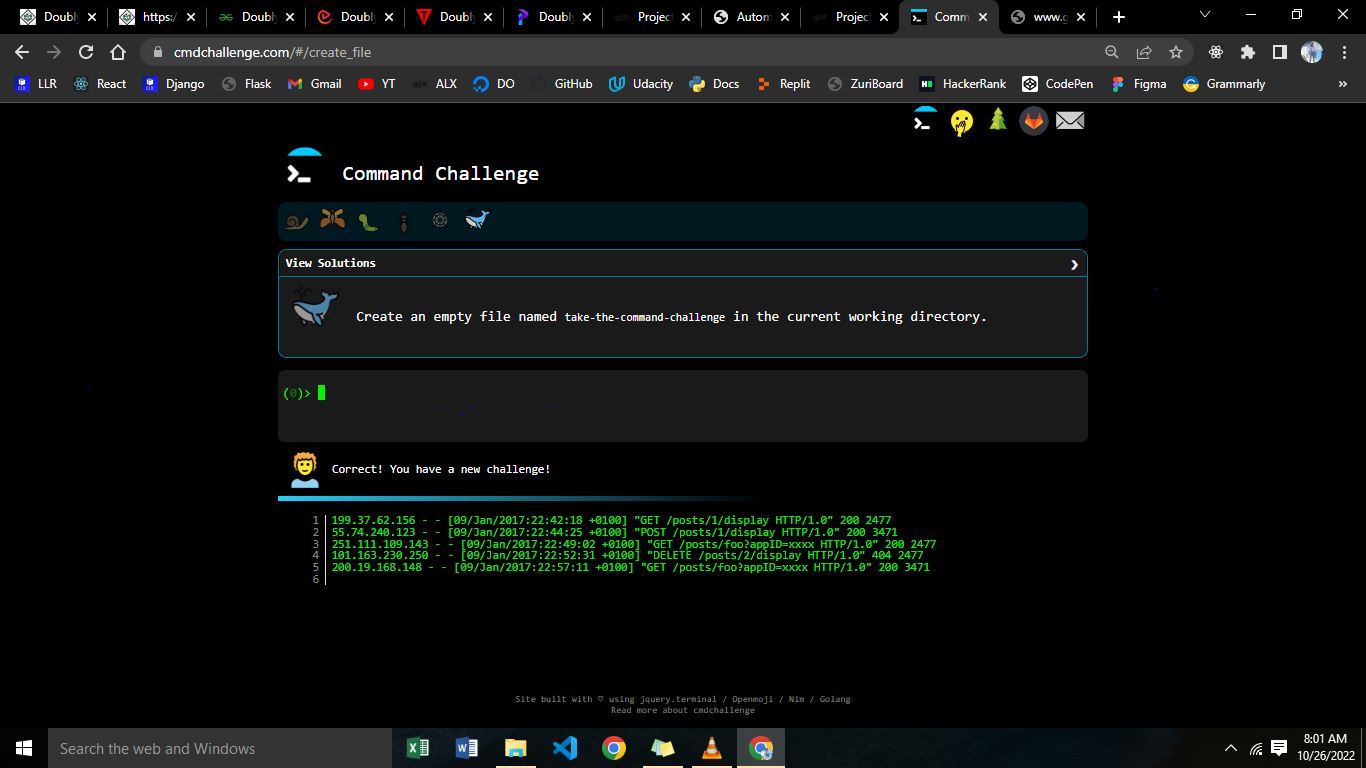 Doubly
https:/
Doubly
Doubly
Doubly
Doubly
Project
Autom
Project
Comm
www.g
cmdchallenge.com/#/create_file
LLR
React
Django
Flask
Gmail
YT
ALX
DO
GitHub
Udacity
Docs
Replit
ZuriBoard
HackerRank
CodePen
Figma
Grammarly
»
Command Challenge
View Solutions
Create an empty file named take-the-command-challenge in the current working directory.
(0)>
Correct! You have a new challenge!
1 199.37.62.156 - - [09/Jan/2017:22:42:18 +0100] "GET /posts/1/display HTTP/1.0" 200 2477
2 55.74.240.123 - - [09/Jan/2017:22:44:25 +0100] "POST /posts/1/display HTTP/1.0" 200 3471
3 251.111.109.143 - - [09/Jan/2017:22:49:02 +0100] "GET /posts/foo?appID=xxxx HTTP/1.0" 200 2477
4 101.163.230.250 - - [09/Jan/2017:22:52:31 +0100] "DELETE /posts/2/display HTTP/1.0" 404 2477
5 200.19.168.148 - - [09/Jan/2017:22:57:11 +0100] "GET /posts/foo?appID=xxxx HTTP/1.0" 200 3471
6
Site built with ♡ using jquery.terminal / Openmoji / Nim / Golang
Read more about cmdchallenge
Search the web and Windows
8:01 AM
10/26/2022